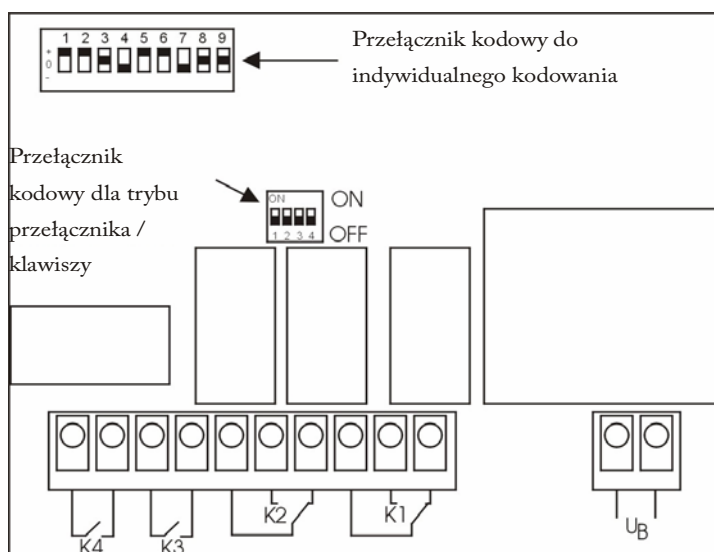 1 2 3 4 5 6 7 8 9
+
0
-
Przełącznik kodowy do
indywidualnego kodowania
Przełącznik
kodowy dla trybu
przełącznika /
klawiszy
ON
ON
1 2 3 4
OFF
K4
K3
K2
K1
UB